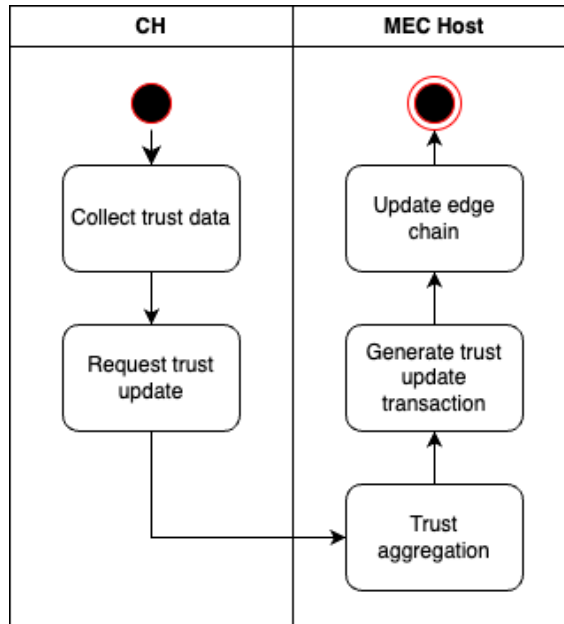 CH
MEC Host
Collect trust data
Request trust
update
Update edge
chain
Generate trust
update
transaction
Trust
aggregation